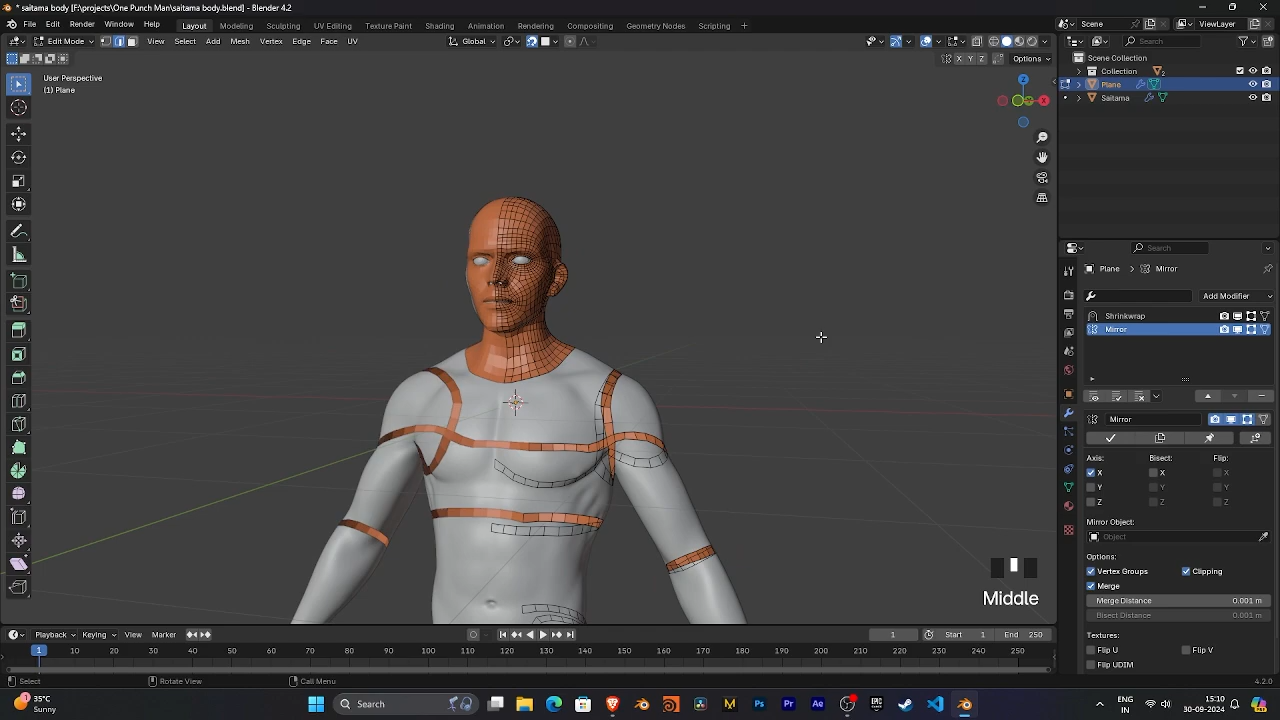 * saitama body [F:\projects\One Punch Man\saitama body.blend] - Blender 4.2
File Edit Render Window Help Layout Modeling Sculpting UV Editing Texture Paint Shading Animation Rendering Compositing Geometry Nodes Scripting + Scene ViewLayer
Edit Mode View Select Add Mesh Vertex Edge Face UV Global Search
X Y Z Options
Scene Collection
User Perspective
(1) Plane
Collection 2
Plane
Saitama
Z
X
Search
Plane > Mirror
Add Modifier
Shrinkwrap
Mirror
Mirror
Axis: Bisect: Flip:
X X X
Y Y Y
Z Z Z
Mirror Object:
Object
Options:
Vertex Groups Clipping
Merge
Merge Distance 0.001 m
Bisect Distance 0.001 m
Textures:
Flip U Flip V
Flip UDIM
Middle
Playback Keying View Marker 1 Start 1 End 250
1 10 20 30 40 50 60 70 80 90 100 110 120 130 140 150 160 170 180 190 200 210 220 230 240 250
Select Rotate View Call Menu 4.2.0
35°C
Sunny
Search
ENG
IN
15:10
30-09-2024